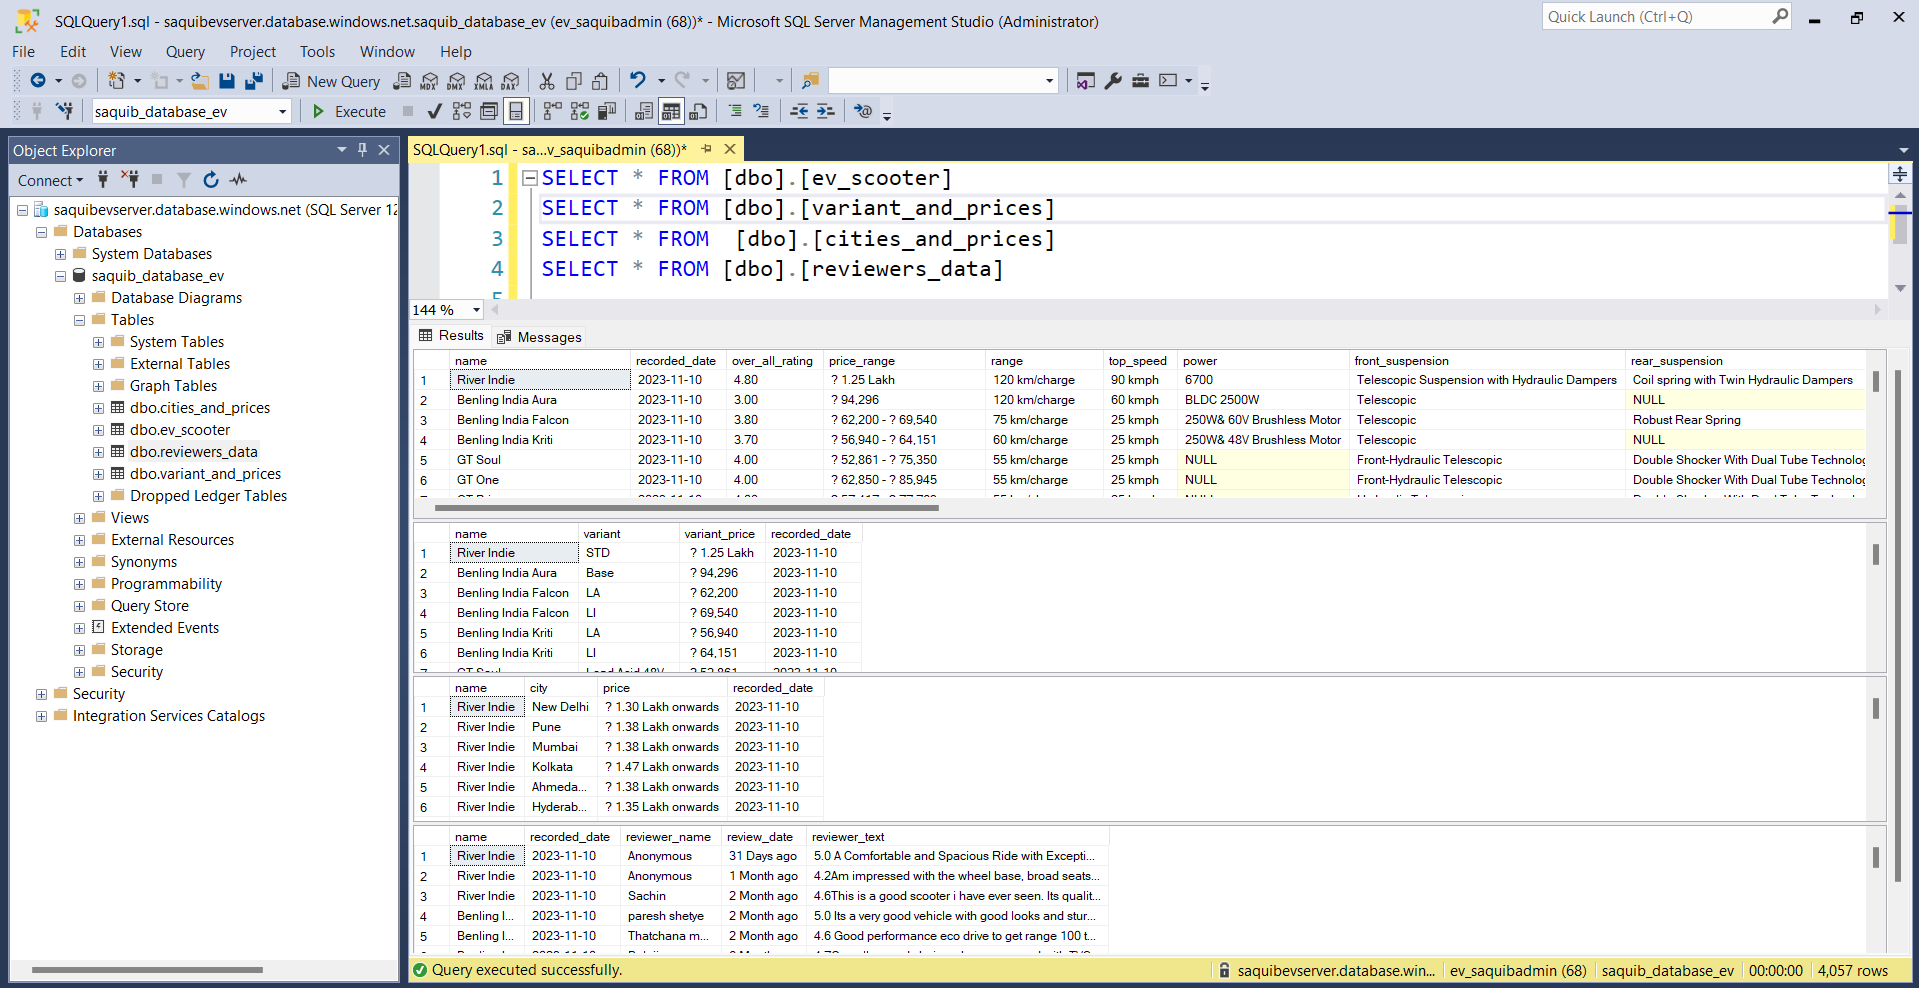 SQLQuery1.sql - saquibevserver.database.windows.net.saquib_database_ev (ev_saquibadmin (68))* - Microsoft SQL Server Management Studio (Administrator)
Quick Launch (Ctrl+Q)
File Edit View Query Project Tools Window Help
New Query MDX DMX XMLA DAX
saquib_database_ev Execute
Object Explorer
Connect
saquibevserver.database.windows.net (SQL Server 12
Databases
System Databases
saquib_database_ev
Database Diagrams
Tables
System Tables
External Tables
Graph Tables
dbo.cities_and_prices
dbo.ev_scooter
dbo.reviewers_data
dbo.variant_and_prices
Dropped Ledger Tables
Views
External Resources
Synonyms
Programmability
Query Store
Extended Events
Storage
Security
Security
Integration Services Catalogs
SQLQuery1.sql - sa...v_saquibadmin (68))*
1 SELECT * FROM [dbo].[ev_scooter]
2 SELECT * FROM [dbo].[variant_and_prices]
3 SELECT * FROM  [dbo].[cities_and_prices]
4 SELECT * FROM [dbo].[reviewers_data]
5
144 %
Results Messages
name recorded_date over_all_rating price_range range top_speed power front_suspension rear_suspension
1 River Indie 2023-11-10 4.80 ? 1.25 Lakh 120 km/charge 90 kmph 6700 Telescopic Suspension with Hydraulic Dampers Coil spring with Twin Hydraulic Dampers
2 Benling India Aura 2023-11-10 3.00 ? 94,296 120 km/charge 60 kmph BLDC 2500W Telescopic NULL
3 Benling India Falcon 2023-11-10 3.80 ? 62,200 - ? 69,540 75 km/charge 25 kmph 250W& 60V Brushless Motor Telescopic Robust Rear Spring
4 Benling India Kriti 2023-11-10 3.70 ? 56,940 - ? 64,151 60 km/charge 25 kmph 250W& 48V Brushless Motor Telescopic NULL
5 GT Soul 2023-11-10 4.00 ? 52,861 - ? 75,350 55 km/charge 25 kmph NULL Front-Hydraulic Telescopic Double Shocker With Dual Tube Technolog
6 GT One 2023-11-10 4.00 ? 62,850 - ? 85,945 55 km/charge 25 kmph NULL Front-Hydraulic Telescopic Double Shocker With Dual Tube Technolog
name variant variant_price recorded_date
1 River Indie STD ? 1.25 Lakh 2023-11-10
2 Benling India Aura Base ? 94,296 2023-11-10
3 Benling India Falcon LA ? 62,200 2023-11-10
4 Benling India Falcon LI ? 69,540 2023-11-10
5 Benling India Kriti LA ? 56,940 2023-11-10
6 Benling India Kriti LI ? 64,151 2023-11-10
name city price recorded_date
1 River Indie New Delhi ? 1.30 Lakh onwards 2023-11-10
2 River Indie Pune ? 1.38 Lakh onwards 2023-11-10
3 River Indie Mumbai ? 1.38 Lakh onwards 2023-11-10
4 River Indie Kolkata ? 1.47 Lakh onwards 2023-11-10
5 River Indie Ahmeda... ? 1.38 Lakh onwards 2023-11-10
6 River Indie Hyderab... ? 1.35 Lakh onwards 2023-11-10
name recorded_date reviewer_name review_date reviewer_text
1 River Indie 2023-11-10 Anonymous 31 Days ago 5.0 A Comfortable and Spacious Ride with Excepti...
2 River Indie 2023-11-10 Anonymous 1 Month ago 4.2Am impressed with the wheel base, broad seats...
3 River Indie 2023-11-10 Sachin 2 Month ago 4.6This is a good scooter i have ever seen. Its qualit...
4 Benling I... 2023-11-10 paresh shetye 2 Month ago 5.0 Its a very good vehicle with good looks and stur...
5 Benling I... 2023-11-10 Thatchana m... 2 Month ago 4.6 Good performance eco drive to get range 100 t...
Query executed successfully. saquibevserver.database.win... ev_saquibadmin (68) saquib_database_ev 00:00:00 4,057 rows